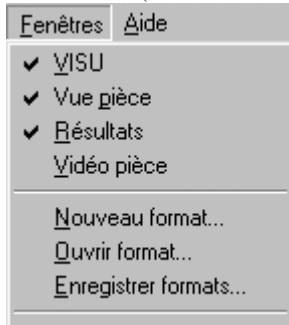 Fenêtres Aide
VISU
Vue pièce
Résultats
Vidéo pièce
Nouveau format...
Ouvrir format...
Enregistrer formats...